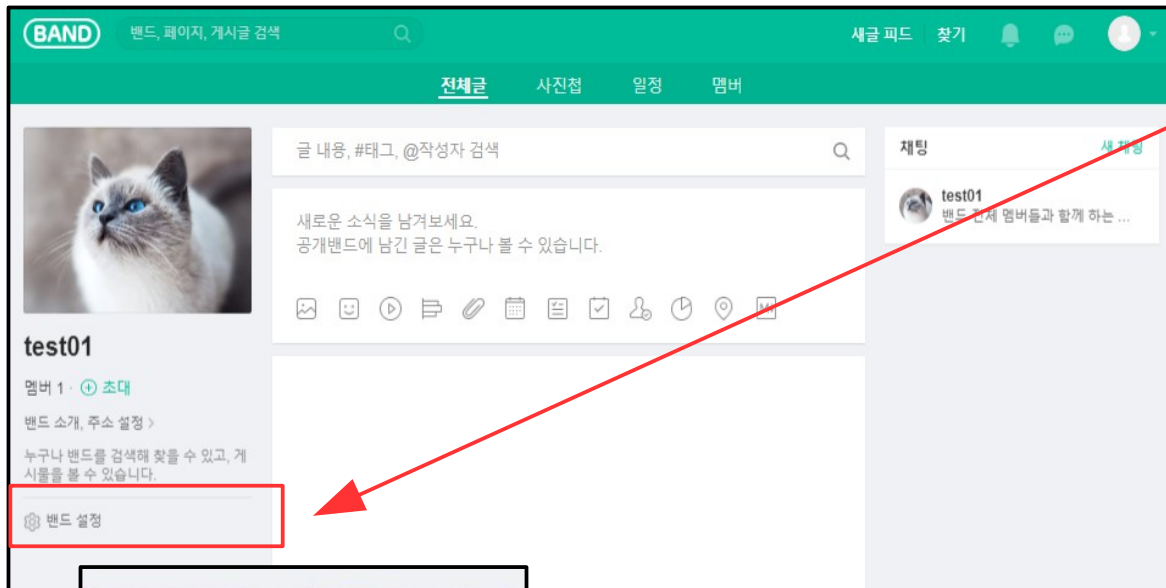 BAND
밴드, 페이지, 게시글 검색
새글 피드
찾기
전체글
사진첩
일정
멤버
글 내용, #태그, @작성자 검색
새로운 소식을 남겨보세요.
공개밴드에 남긴 글은 누구나 볼 수 있습니다.
test01
멤버 1 · 초대
밴드 소개, 주소 설정 >
누구나 밴드를 검색해 찾을 수 있고, 게
시물을 볼 수 있습니다.
밴드 설정
채팅
새 채팅
test01
밴드 전체 멤버들과 함께 하는 ...